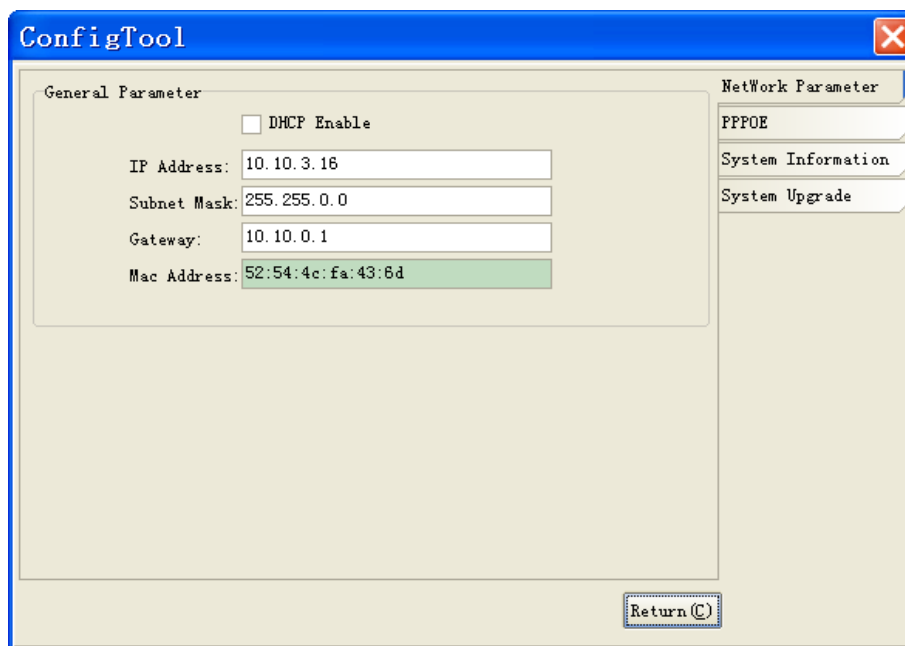 ConfigTool
General Parameter
DHCP Enable
IP Address: 10.10.3.16
Subnet Mask: 255.255.0.0
Gateway: 10.10.0.1
Mac Address: 52:54:4c:fa:43:6d
NetWork Parameter
PPPOE
System Information
System Upgrade
Return(C)